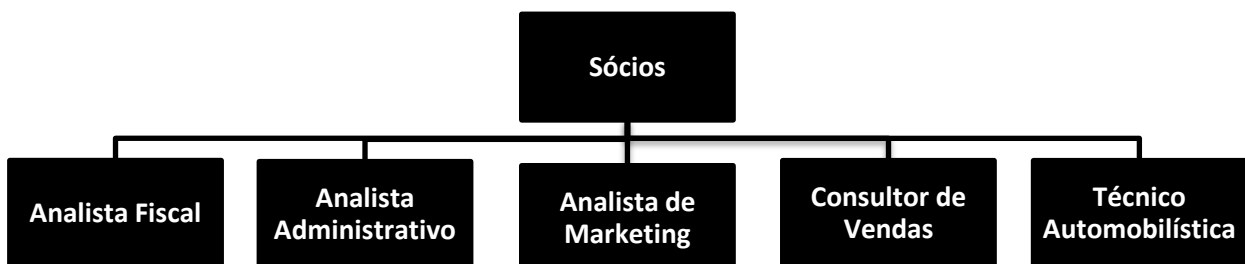 Sócios
Analista Fiscal
Analista
Administrativo
Analista de
Marketing
Consultor de
Vendas
Técnico
Automobilística